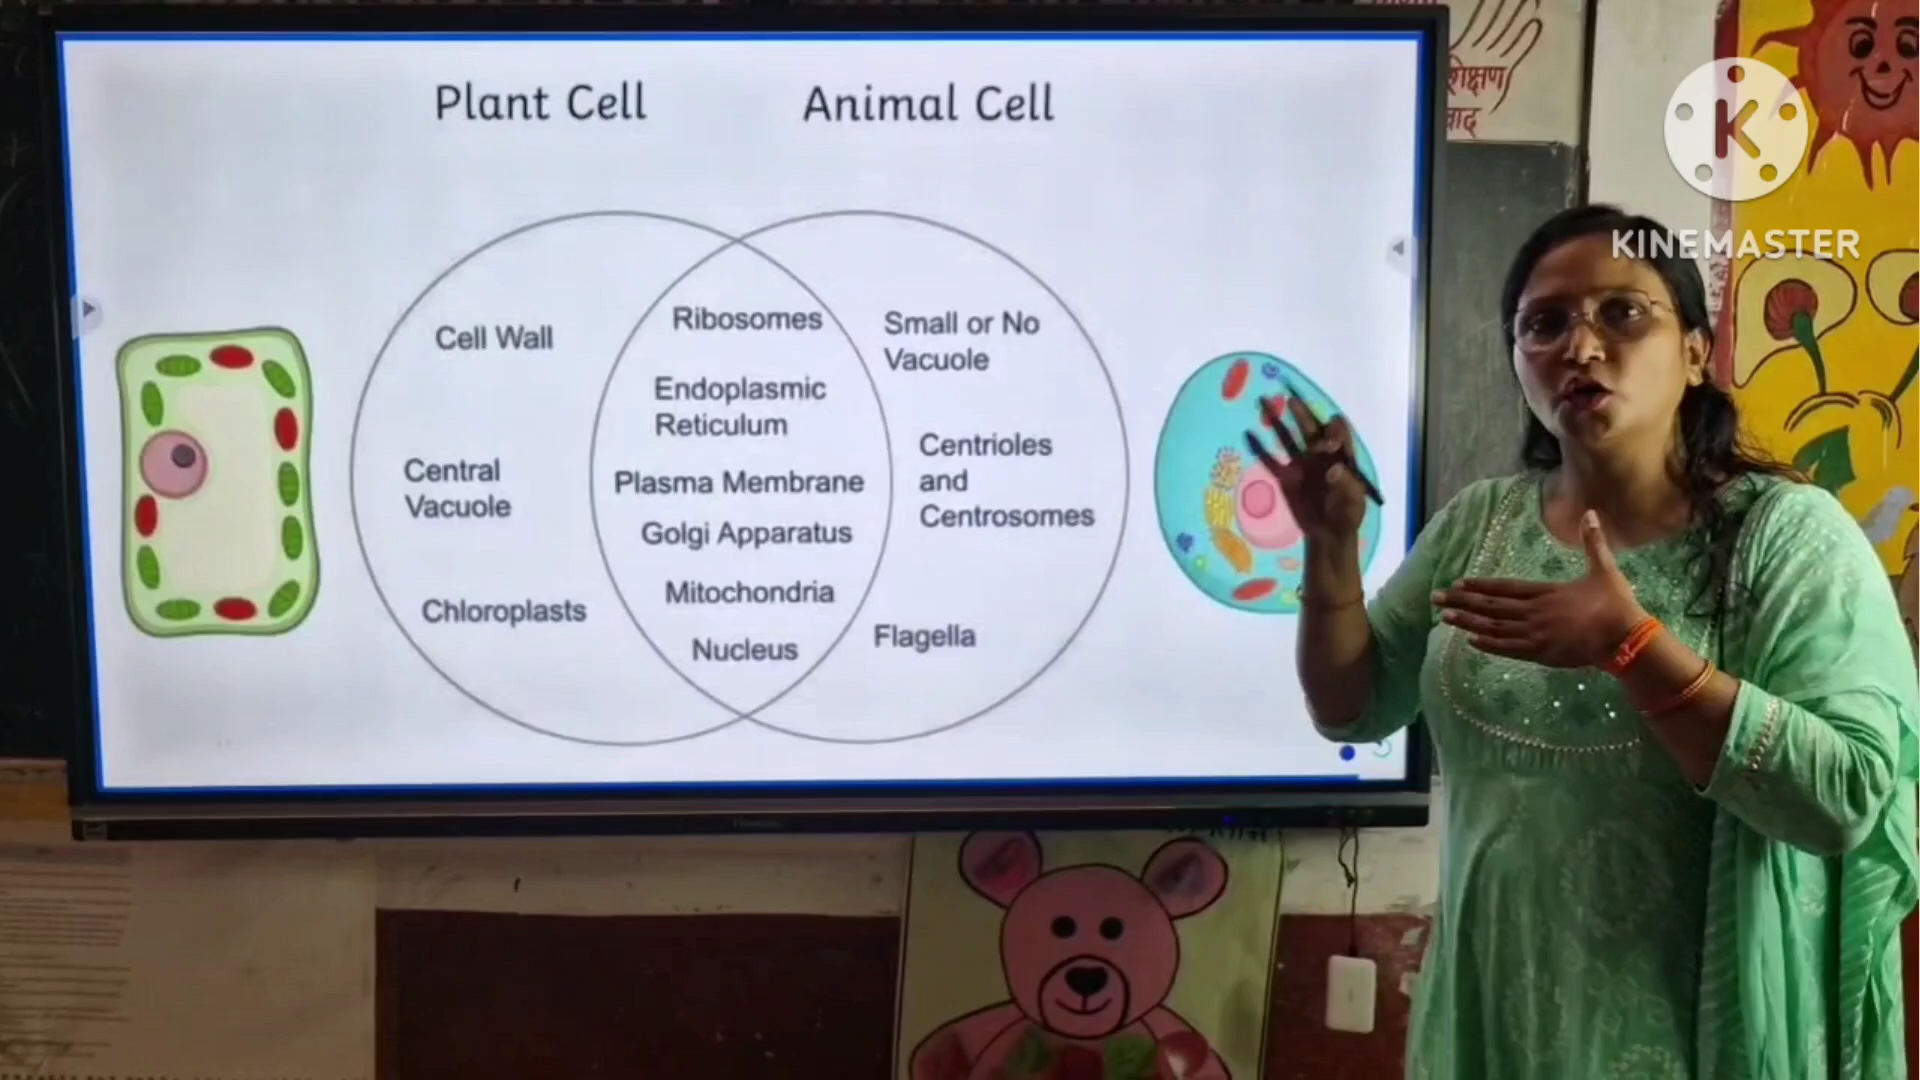 Plant Cell
Animal Cell
Cell Wall
Central
Vacuole
Chloroplasts
Ribosomes
Endoplasmic
Reticulum
Plasma Membrane
Golgi Apparatus
Mitochondria
Nucleus
Small or No
Vacuole
Centrioles
and
Centrosomes
Flagella
K
KINEMASTER